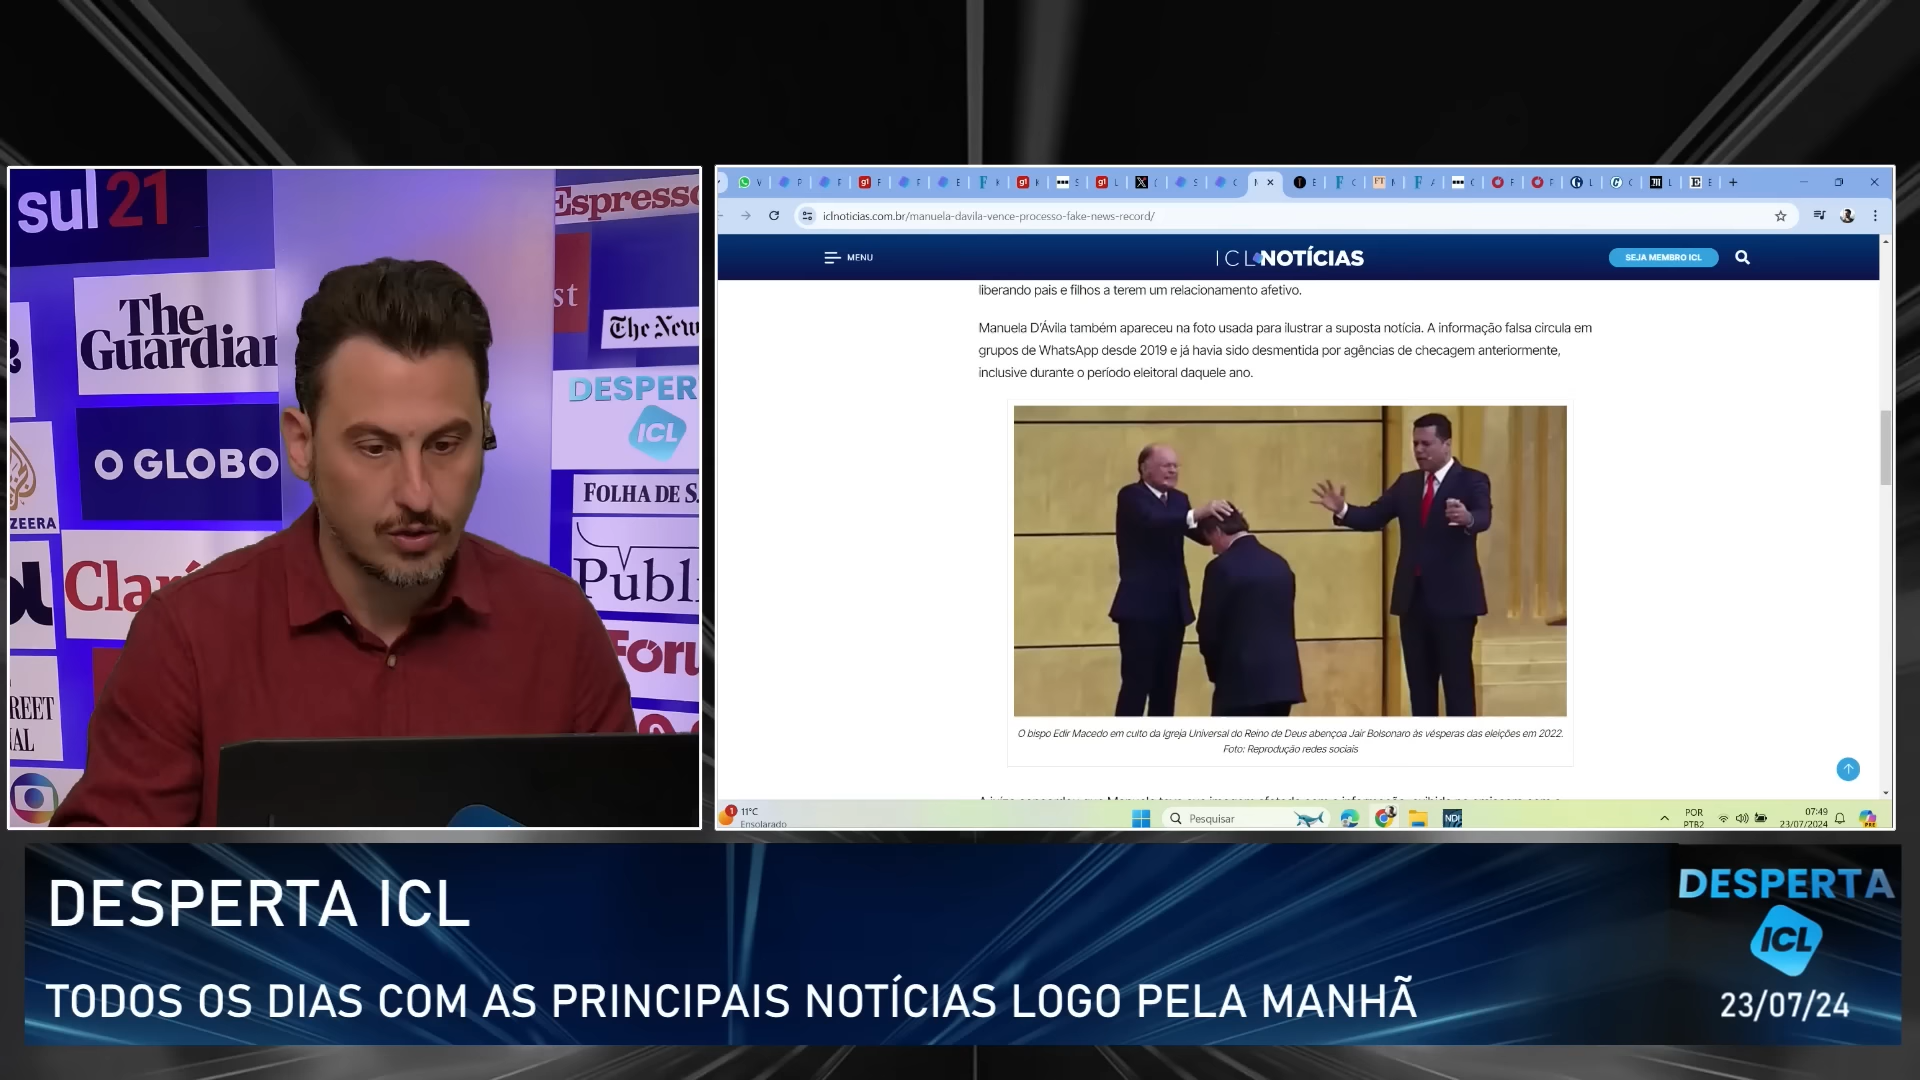 sul21
Espresso
The
Guardian
The New
DESPER
ICL
O GLOBO
FOLHA DE S.
ZEERA
Clarí
Públi
Foru
REET
iclnoticias.com.br/manuela-davila-vence-processo-fake-news-record/
MENU
ICL NOTÍCIAS
SEJA MEMBRO ICL
liberando pais e filhos a terem um relacionamento afetivo.
Manuela D'Ávila também apareceu na foto usada para ilustrar a suposta notícia. A informação falsa circula em
grupos de WhatsApp desde 2019 e já havia sido desmentida por agências de checagem anteriormente,
inclusive durante o período eleitoral daquele ano.
O bispo Edir Macedo em culto da Igreja Universal do Reino de Deus abençoa Jair Bolsonaro às vésperas das eleições em 2022.
Foto: Reprodução redes sociais
1
11°C
Ensolarado
Pesquisar
POR
PTB2
07:49
23/07/2024
DESPERTA ICL
TODOS OS DIAS COM AS PRINCIPAIS NOTÍCIAS LOGO PELA MANHÃ
DESPERTA
ICL
23/07/24